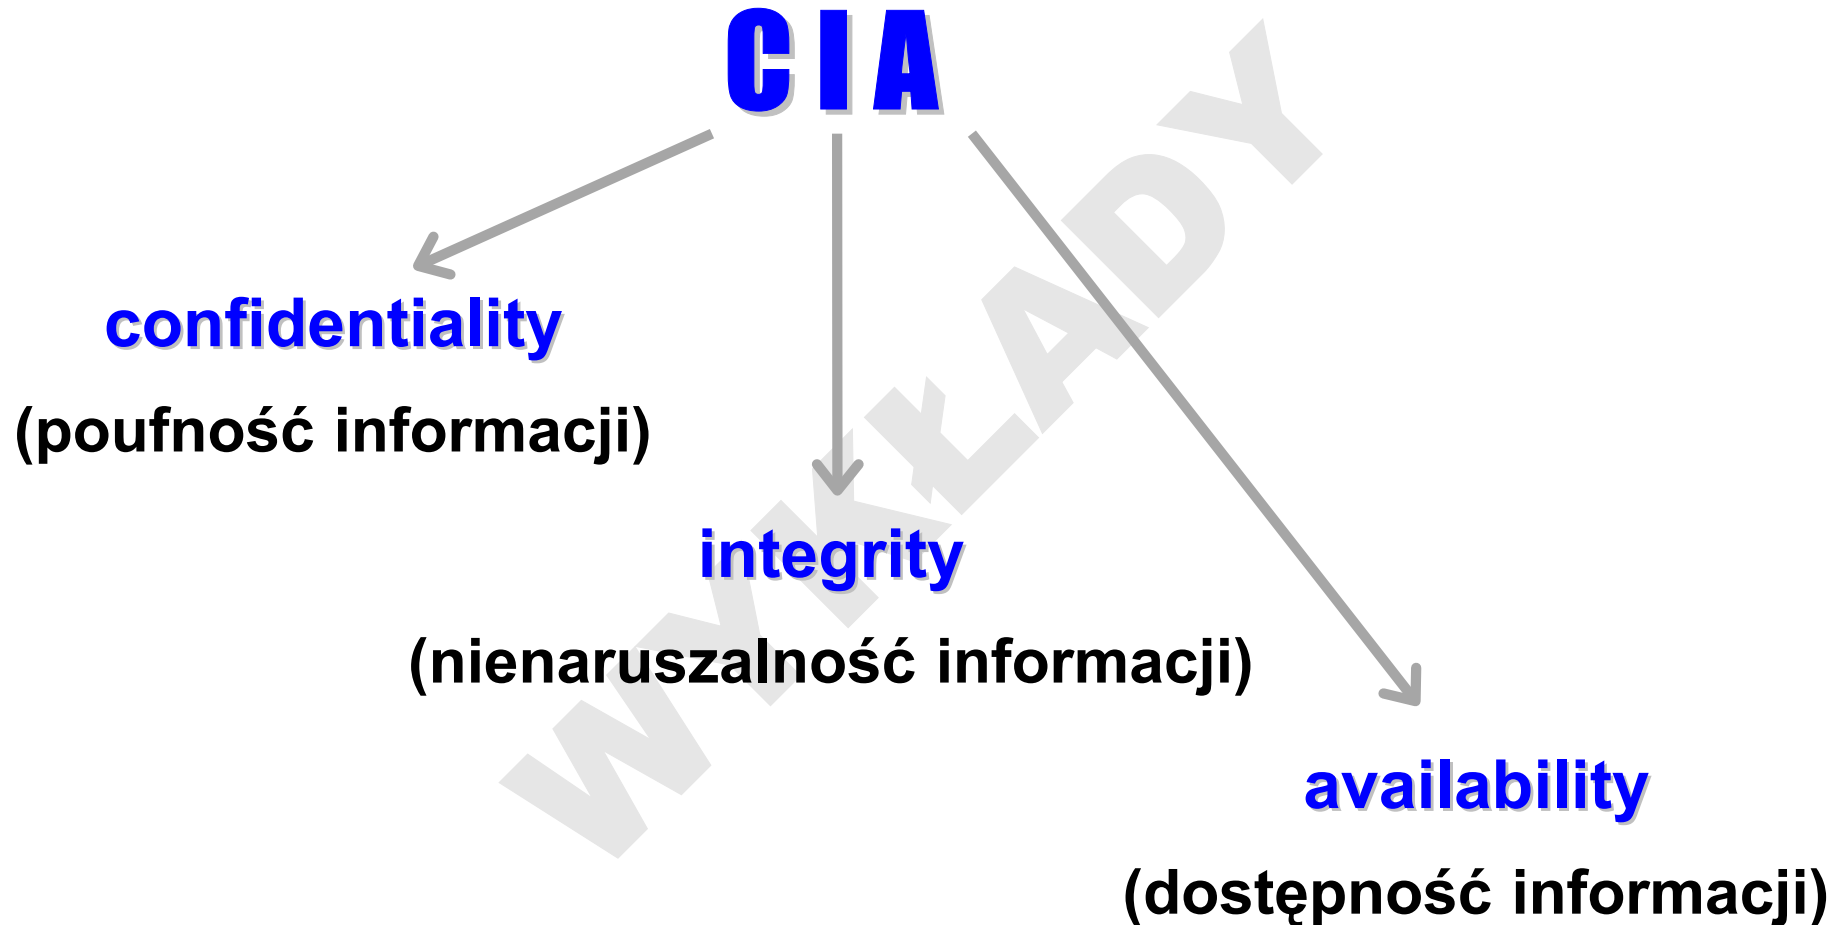 C I A
confidentiality
(poufność informacji)
integrity
(nienaruszalność informacji)
availability
(dostępność informacji)
WYKŁADY